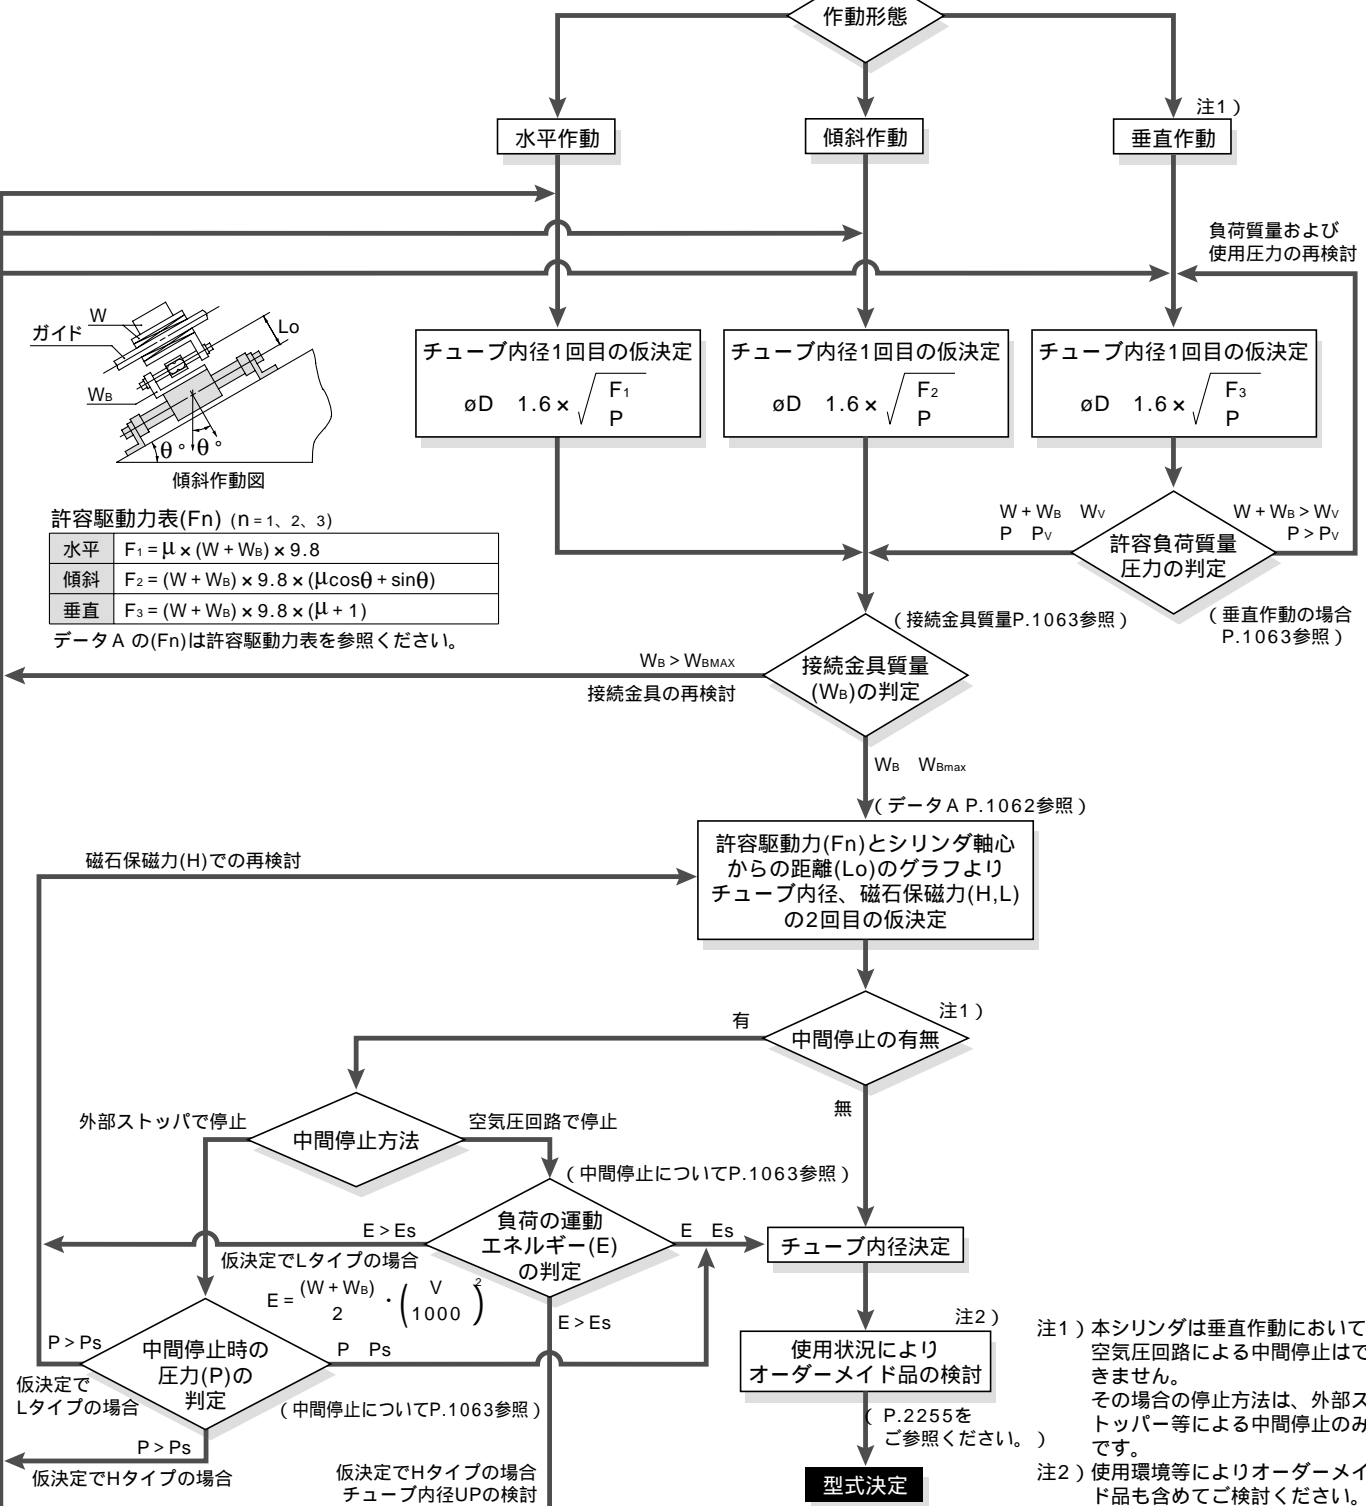 作動形態
注1）
水平作動
傾斜作動
垂直作動
負荷質量および
使用圧力の再検討
ガイド
W
WB
Lo
θ° θ°
傾斜作動図
チューブ内径1回目の仮決定
øD 1.6×√F1
P
チューブ内径1回目の仮決定
øD 1.6×√F2
P
チューブ内径1回目の仮決定
øD 1.6×√F3
P
許容駆動力表(Fn) (n=1、2、3)
水平 F1=μ×(W+WB)×9.8
傾斜 F2=(W+WB)×9.8×(μcosθ+sinθ)
垂直 F3=(W+WB)×9.8×(μ+1)
データA の(Fn)は許容駆動力表を参照ください。
W+WB WV
P PV
W+WB>WV
P>PV
許容負荷質量
圧力の判定
（垂直作動の場合
P.1063参照）
（接続金具質量P.1063参照）
接続金具質量
(WB)の判定
WB>WBMAX
接続金具の再検討
WB WBmax
（データA P.1062参照）
許容駆動力(Fn)とシリンダ軸心
からの距離(Lo)のグラフより
チューブ内径、磁石保磁力(H,L)
の2回目の仮決定
磁石保磁力(H)での再検討
注1）
中間停止の有無
有
無
外部ストッパで停止
中間停止方法
空気圧回路で停止
（中間停止についてP.1063参照）
負荷の運動
エネルギー(E)
の判定
E>Es
仮決定でLタイプの場合
E Es
チューブ内径決定
E=(W+WB)
2
・(V
1000)2
E>Es
P>Ps
仮決定で
Lタイプの場合
中間停止時の
圧力(P)の
判定
P Ps
（中間停止についてP.1063参照）
P>Ps
仮決定でHタイプの場合
仮決定でHタイプの場合
チューブ内径UPの検討
注2）
使用状況により
オーダーメイド品の検討
（P.2255を
ご参照ください。）
型式決定
注1）本シリンダは垂直作動において
空気圧回路による中間停止はで
きません。
その場合の停止方法は、外部ス
トッパー等による中間停止のみ
です。
注2）使用環境等によりオーダーメイ
ド品も含めてご検討ください。